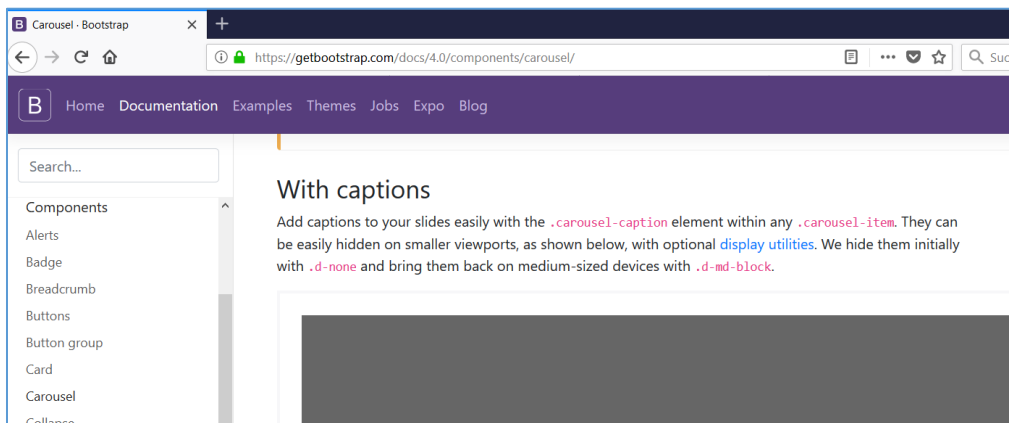 B Carousel · Bootstrap
https://getbootstrap.com/docs/4.0/components/carousel/
Suc
B Home Documentation Examples Themes Jobs Expo Blog
Search...
Components
Alerts
Badge
Breadcrumb
Buttons
Button group
Card
Carousel
Collapse
With captions
Add captions to your slides easily with the .carousel-caption element within any .carousel-item. They can
be easily hidden on smaller viewports, as shown below, with optional display utilities. We hide them initially
with .d-none and bring them back on medium-sized devices with .d-md-block.